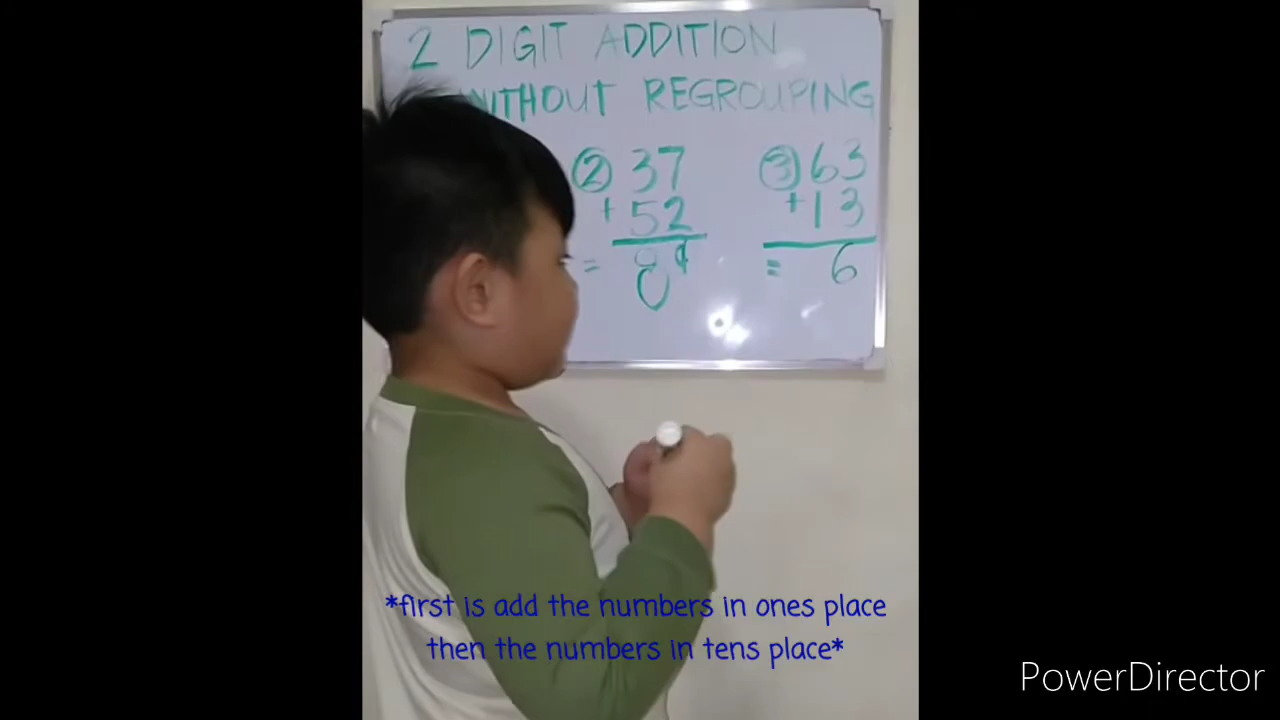 2 DIGIT ADDITION
WITHOUT REGROUPING
② 37
+ 52
= 89
③ 63
+ 13
= 6
*first is add the numbers in ones place
then the numbers in tens place*
PowerDirector